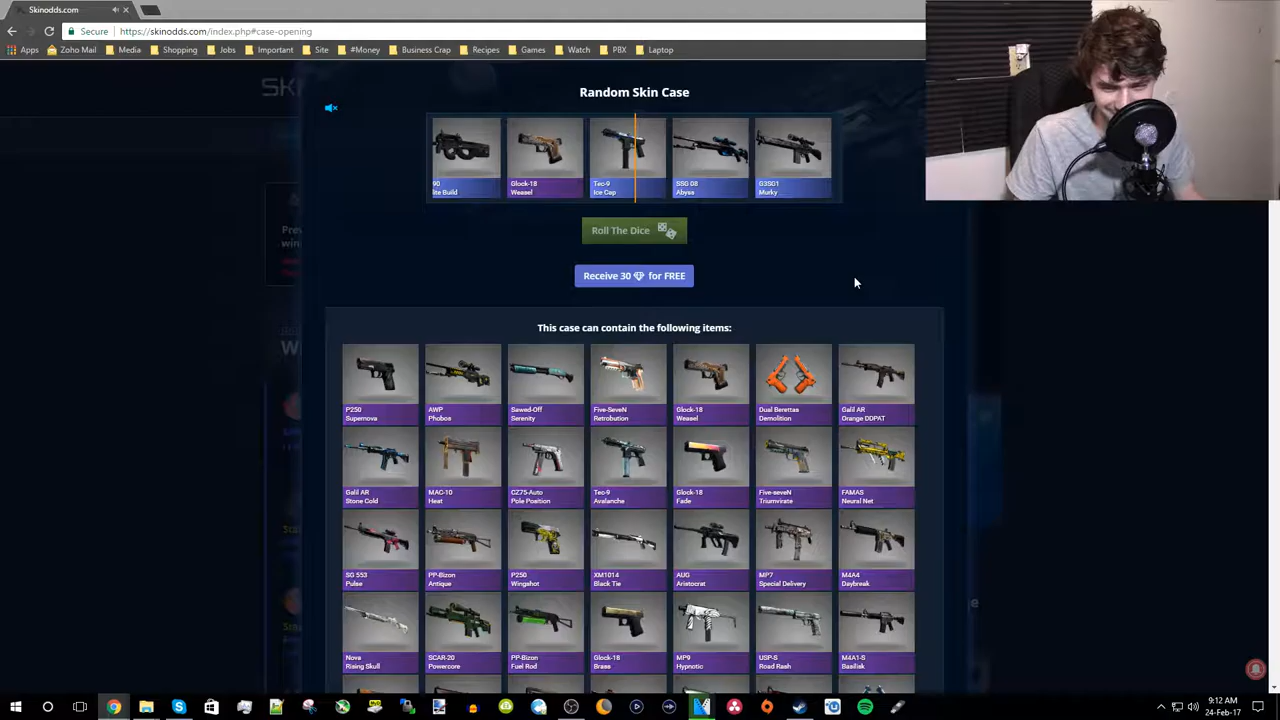 Skinodds.com
Secure
https://skinodds.com/index.php#case-opening
Apps
Zoho Mail
Media
Shopping
Jobs
Important
Site
#Money
Business Crap
Recipes
Games
Watch
PBX
Laptop
Random Skin Case
90
lite Build
Glock-18
Weasel
Tec-9
Ice Cap
SSG 08
Abyss
G3SG1
Murky
Roll The Dice
Receive 30 for FREE
This case can contain the following items:
P250
Supernova
AWP
Phobos
Sawed-Off
Serenity
Five-SeveN
Retrobution
Glock-18
Weasel
Dual Berettas
Demolition
Galil AR
Orange DDPAT
Galil AR
Stone Cold
MAC-10
Heat
CZ75-Auto
Pole Position
Tec-9
Avalanche
Glock-18
Fade
Five-seveN
Triumvirate
FAMAS
Neural Net
SG 553
Pulse
PP-Bizon
Antique
P250
Wingshot
XM1014
Black Tie
AUG
Aristocrat
MP7
Special Delivery
M4A4
Daybreak
Nova
Rising Skull
SCAR-20
Powercore
PP-Bizon
Fuel Rod
Glock-18
Brass
MP9
Hypnotic
USP-S
Road Rash
M4A1-S
Basilisk
9:12 AM
24-Feb-17